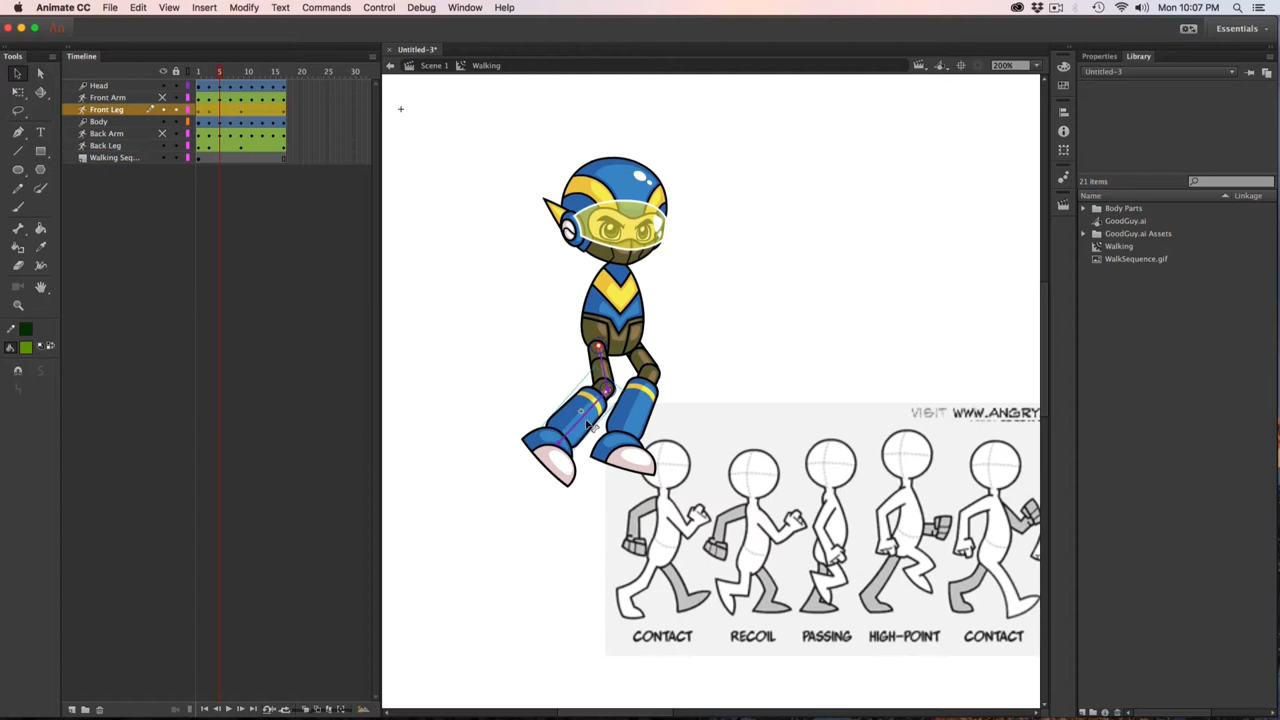 Animate CC File Edit View Insert Modify Text Commands Control Debug Window Help Mon 10:07 PM
An Essentials
Tools Timeline Untitled-3* Properties Library
Scene 1 Walking 200% Untitled-3
1 5 10 15 20 25 30
Head
Front Arm
Front Leg
Body
Back Arm
Back Leg
Walking Seq...
21 items
Name Linkage
Body Parts
GoodGuy.ai
GoodGuy.ai Assets
Walking
WalkSequence.gif
VISIT WWW.ANGRY
CONTACT RECOIL PASSING HIGH-POINT CONTACT